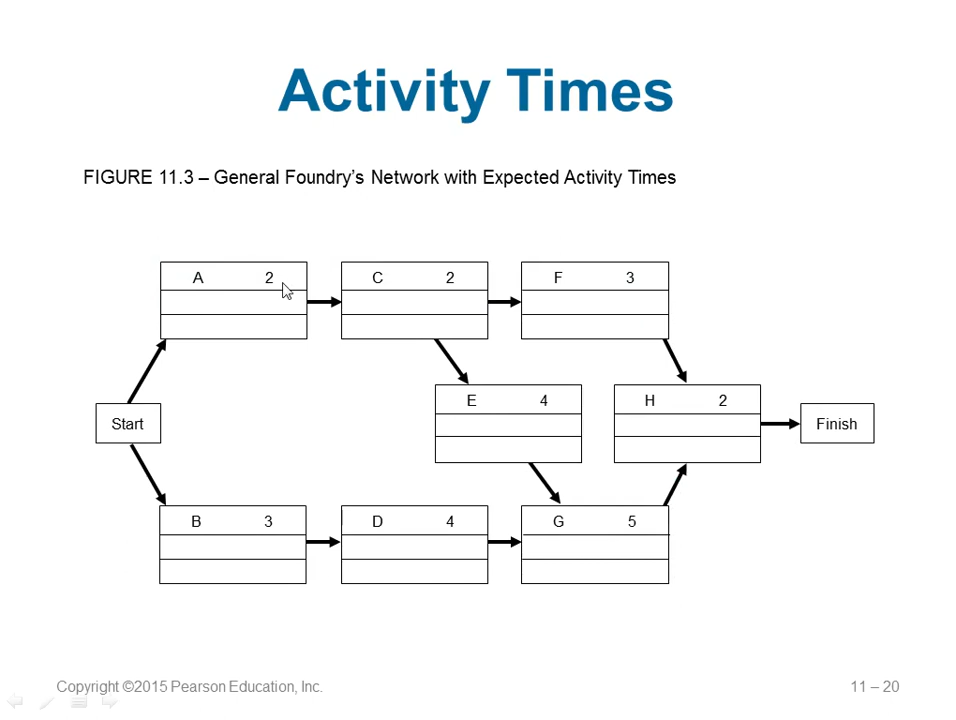 Activity Times
FIGURE 11.3 – General Foundry’s Network with Expected Activity Times
A 2
C 2
F 3
E 4
H 2
Start
Finish
B 3
D 4
G 5
Copyright ©2015 Pearson Education, Inc.
11 – 20